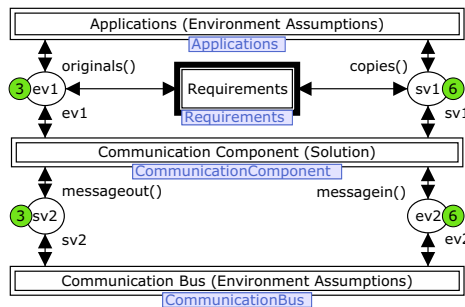 Applications (Environment Assumptions)
Applications
originals()
copies()
3 ev1
Requirements
sv1 6
ev1
Requirements
sv1
Communication Component (Solution)
CommunicationComponent
messageout()
messagein()
3 sv2
ev2 6
sv2
ev2
Communication Bus (Environment Assumptions)
CommunicationBus